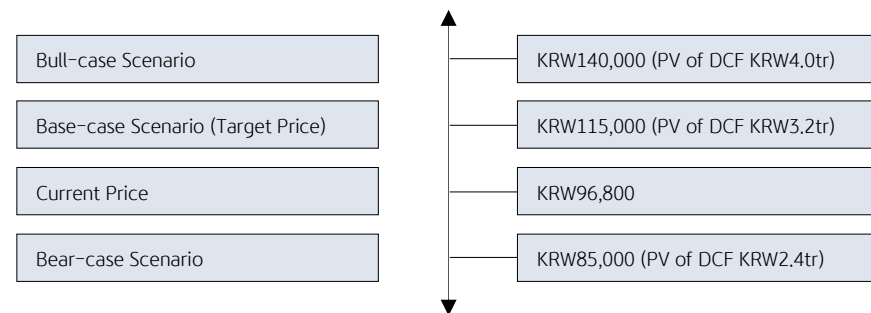 Bull-case Scenario KRW140,000 (PV of DCF KRW4.0tr)
Base-case Scenario (Target Price) KRW115,000 (PV of DCF KRW3.2tr)
Current Price KRW96,800
Bear-case Scenario KRW85,000 (PV of DCF KRW2.4tr)